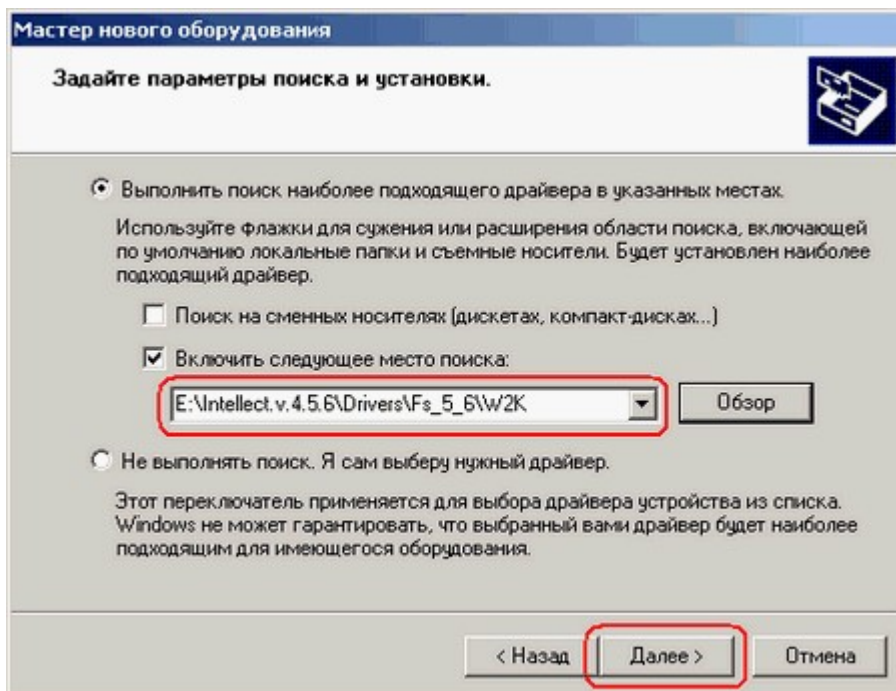 Мастер нового оборудования
Задайте параметры поиска и установки.
Выполнить поиск наиболее подходящего драйвера в указанных местах.
Используйте флажки для сужения или расширения области поиска, включающей
по умолчанию локальные папки и съемные носители. Будет установлен наиболее
подходящий драйвер.
Поиск на сменных носителях (дискетах, компакт-дисках...)
Включить следующее место поиска:
E:\Intellect.v.4.5.6\Drivers\Fs_5_6\W2K
Обзор
Не выполнять поиск. Я сам выберу нужный драйвер.
Этот переключатель применяется для выбора драйвера устройства из списка.
Windows не может гарантировать, что выбранный вами драйвер будет наиболее
подходящим для имеющегося оборудования.
< Назад Далее > Отмена